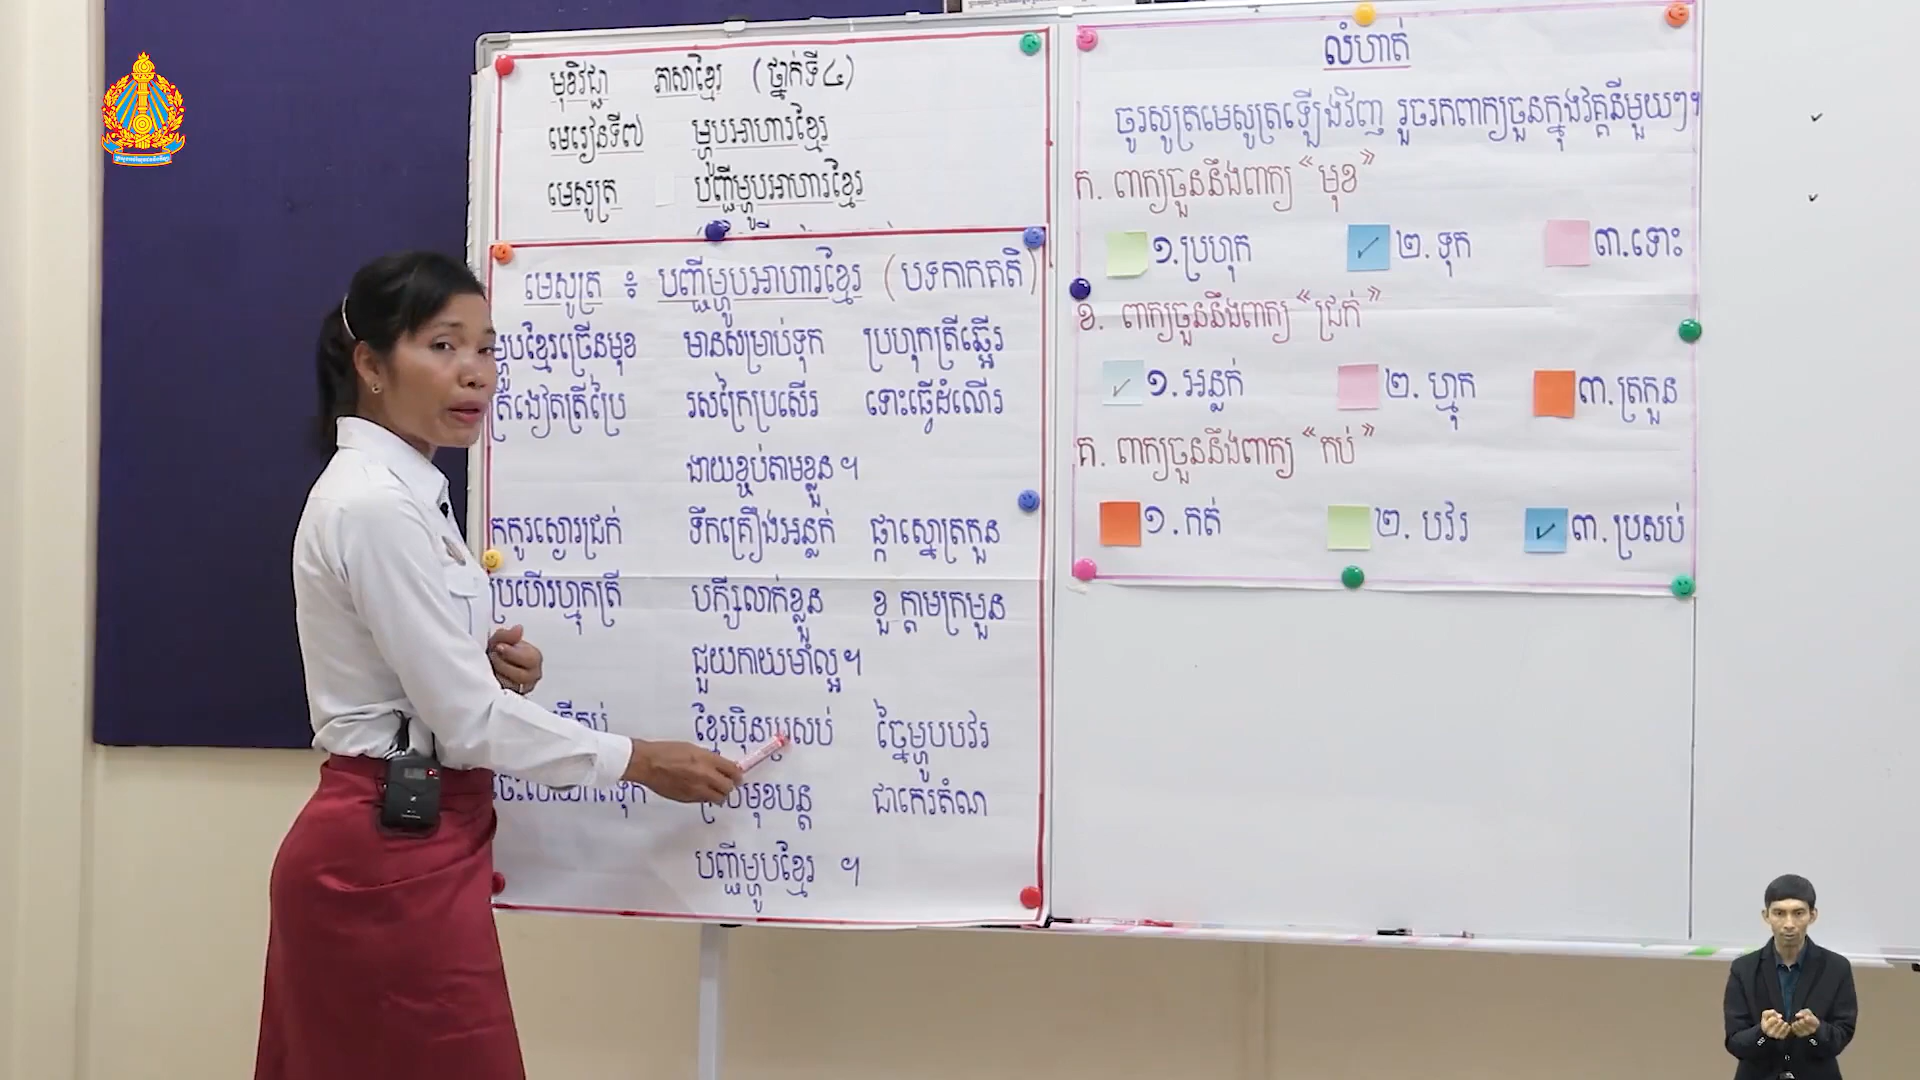 មុខវិជ្ជា ភាសាខ្មែរ (ថ្នាក់ទី៤)
មេរៀនទី៧ ម្ហូបអាហារខ្មែរ
មេសូត្រ បញ្ជីម្ហូបអាហារខ្មែរ
មេសូត្រ ៖ បញ្ជីម្ហូបអាហារខ្មែរ (បទកាកគតិ)
ម្ហូបខ្មែរច្រើនមុខ មានសម្រាប់ទុក ប្រហុកត្រីឆ្អើរ
ត្រីងៀតត្រីប្រៃ រសក្រៃប្រសើរ ទោះធ្វើដំណើរ
ងាយខ្ចប់តាមខ្លួន។
កកូរស្ងោរជ្រក់ ទឹកគ្រឿងអន្លក់ ផ្កាស្នោត្រកួន
ប្រហើរហ្មុកត្រី បក្សីលាក់ខ្លួន ខួ ក្តាមក្រមួន
ជួយកាយមាំល្អ។
ខ្មែរប៉ិនប្រសប់ ច្នៃម្ហូបបវរ
មុខបន្ត ជាកេរតំណ
បញ្ជីម្ហូបខ្មែរ ។
លំហាត់
ចូរសូត្រមេសូត្រឡើងវិញ រួចរកពាក្យចួនក្នុងវគ្គនីមួយៗ។
ក. ពាក្យចួននឹងពាក្យ “មុខ”
១.ប្រហុក ២. ទុក ៣.ទោះ
ខ. ពាក្យចួននឹងពាក្យ “ជ្រក់”
១. អន្លក់ ២. ហ្មុក ៣.ត្រកួន
គ. ពាក្យចួននឹងពាក្យ “កប់”
១. កត់ ២. បវរ ៣. ប្រសប់